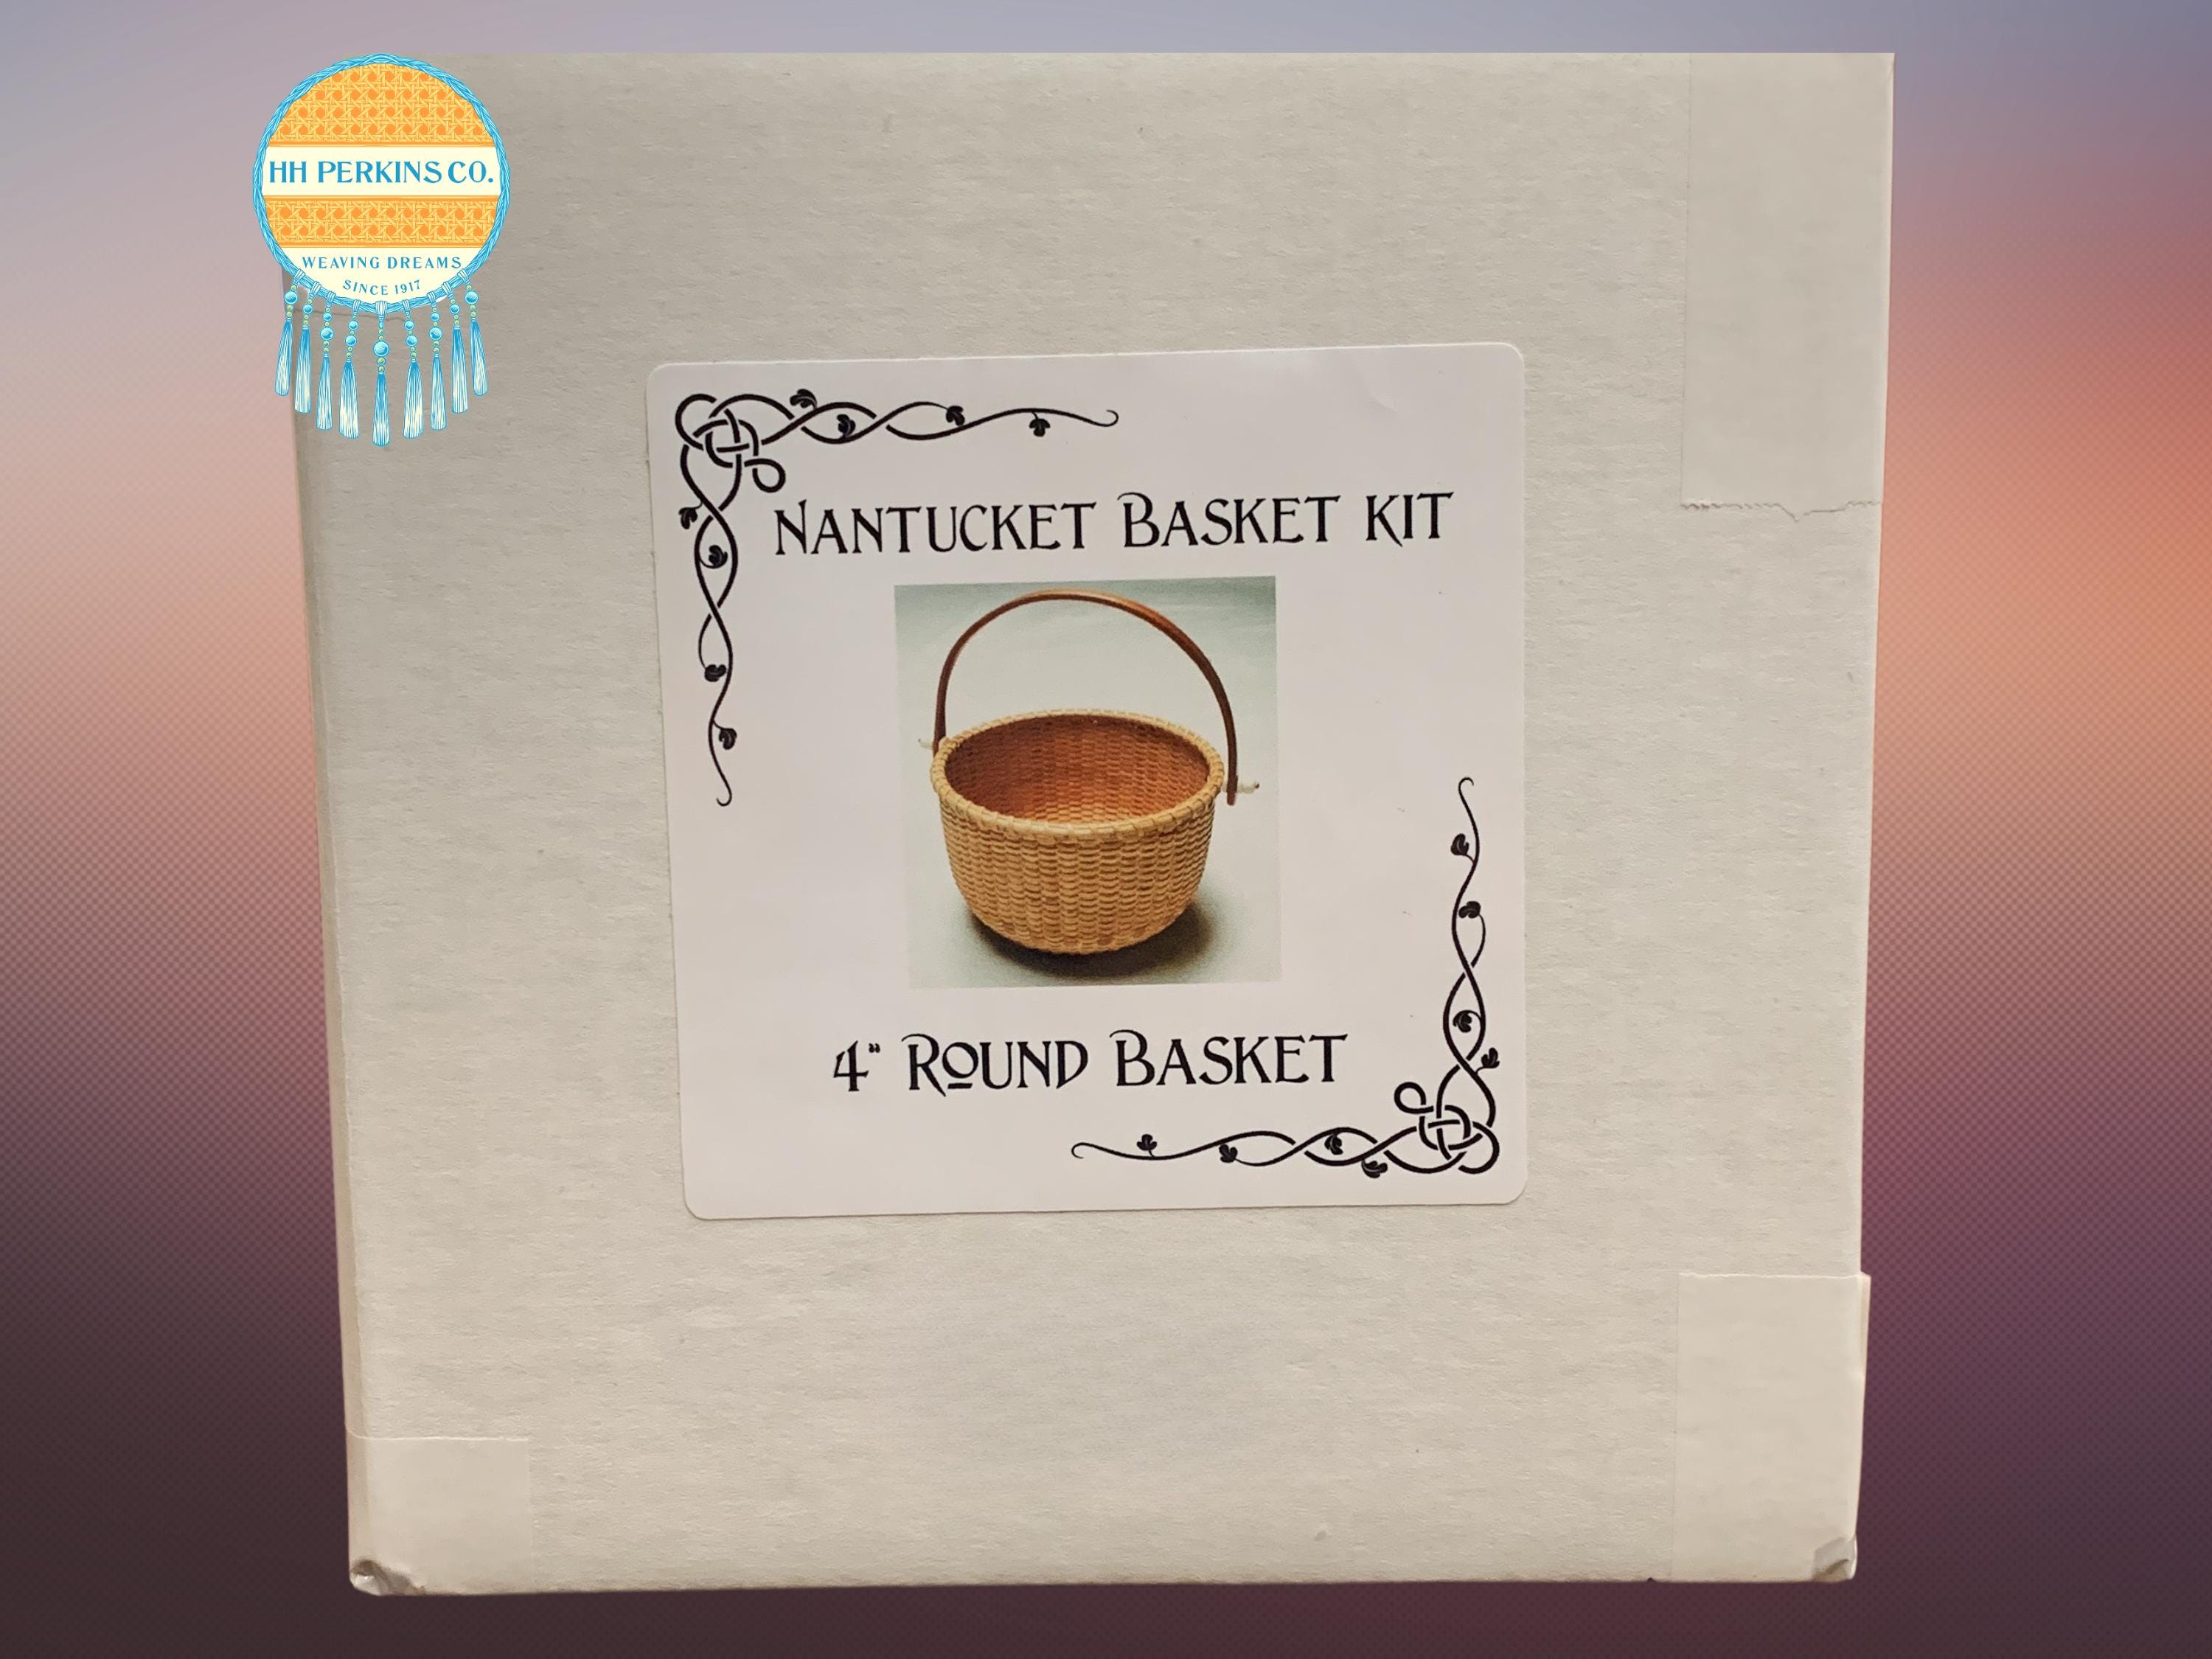 HH PERKINS CO.
WEAVING DREAMS
SINCE 1917
NANTUCKET BASKET KIT
4" ROUND BASKET